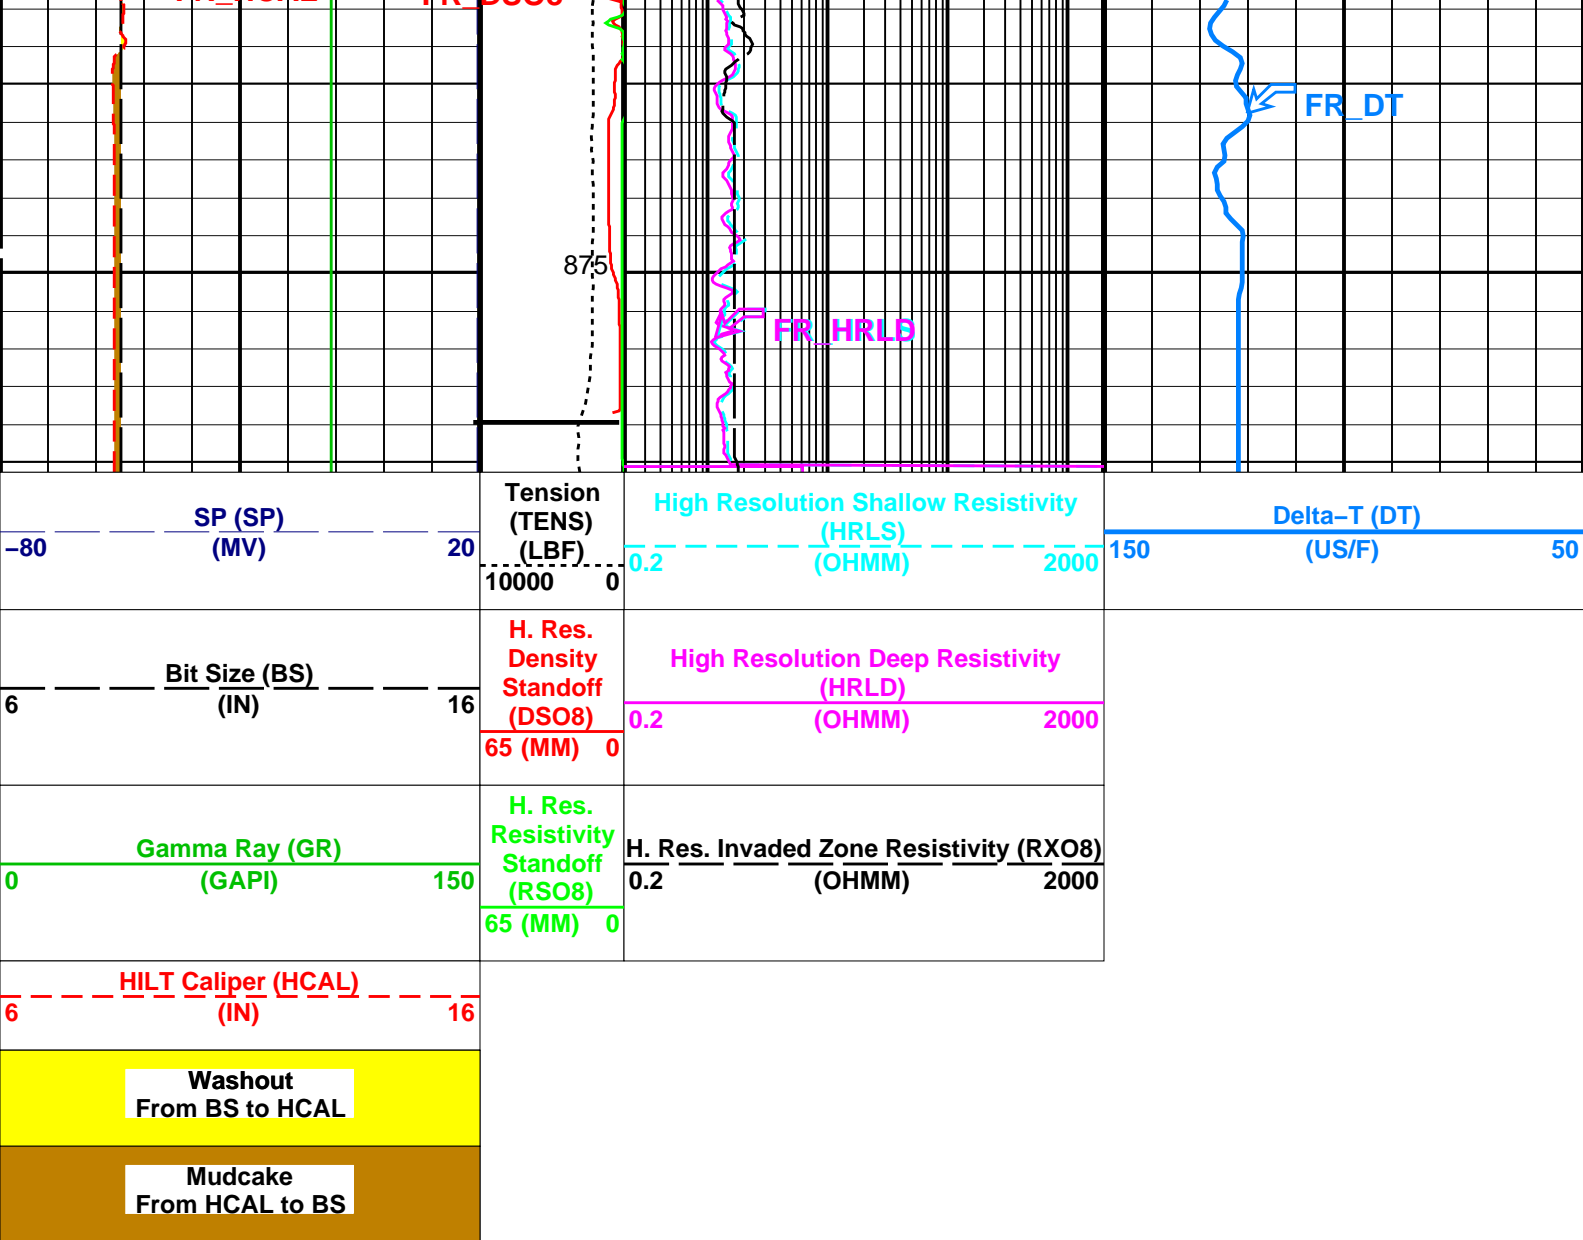 FR_DT
875
FR_HRLD
SP (SP)
–80 (MV) 20
Tension
(TENS)
(LBF)
10000 0
High Resolution Shallow Resistivity
(HRLS)
0.2 (OHMM) 2000
Delta–T (DT)
150 (US/F) 50
Bit Size (BS)
6 (IN) 16
H. Res.
Density
Standoff
(DSO8)
65 (MM) 0
High Resolution Deep Resistivity
(HRLD)
0.2 (OHMM) 2000
Gamma Ray (GR)
0 (GAPI) 150
H. Res.
Resistivity
Standoff
(RSO8)
65 (MM) 0
H. Res. Invaded Zone Resistivity (RXO8)
0.2 (OHMM) 2000
HILT Caliper (HCAL)
6 (IN) 16
Washout
From BS to HCAL
Mudcake
From HCAL to BS